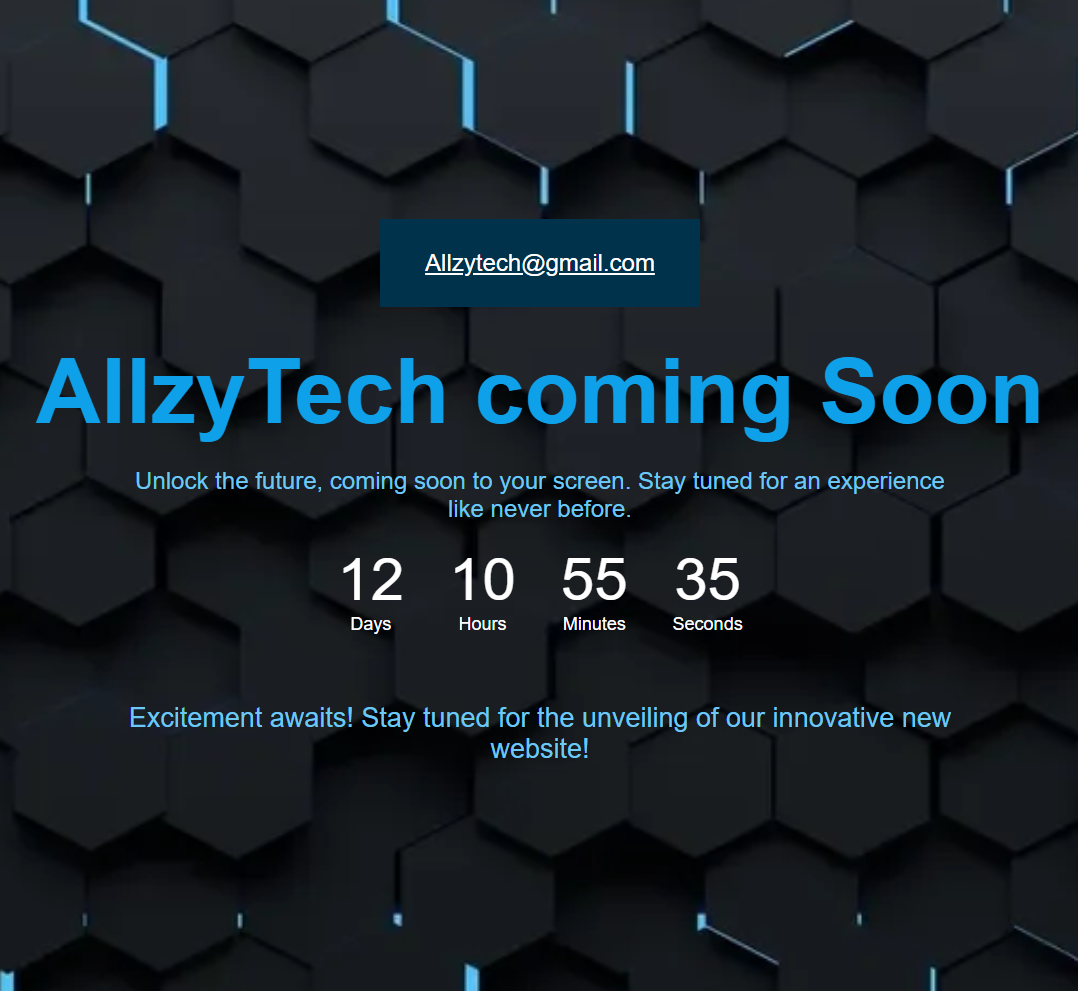 Allzytech@gmail.com
AllzyTech coming Soon
Unlock the future, coming soon to your screen. Stay tuned for an experience
like never before.
12 10 55 35
Days Hours Minutes Seconds
Excitement awaits! Stay tuned for the unveiling of our innovative new
website!